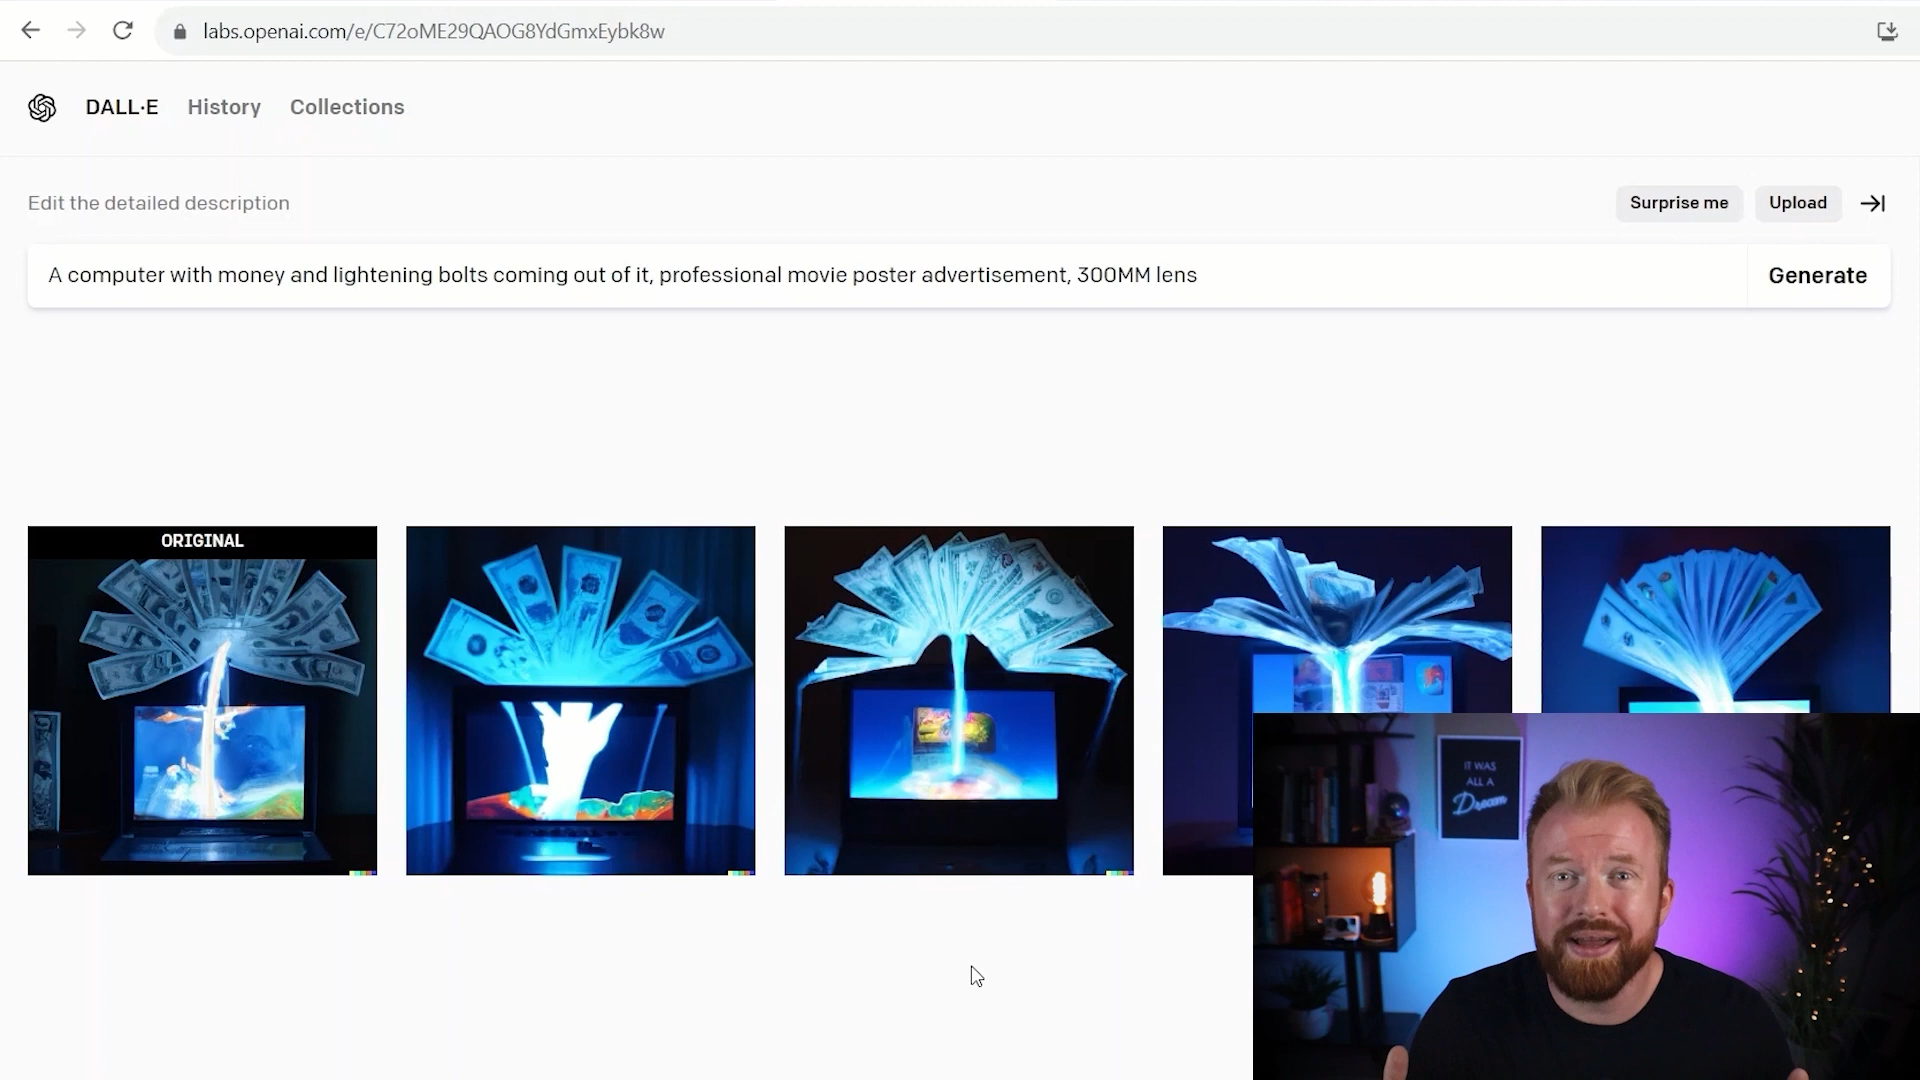 labs.openai.com/e/C72oME29QAOG8YdGmxEybk8w
DALL·E History Collections
Edit the detailed description
Surprise me Upload
A computer with money and lightening bolts coming out of it, professional movie poster advertisement, 300MM lens
Generate
ORIGINAL
IT WAS
ALL A
Dream